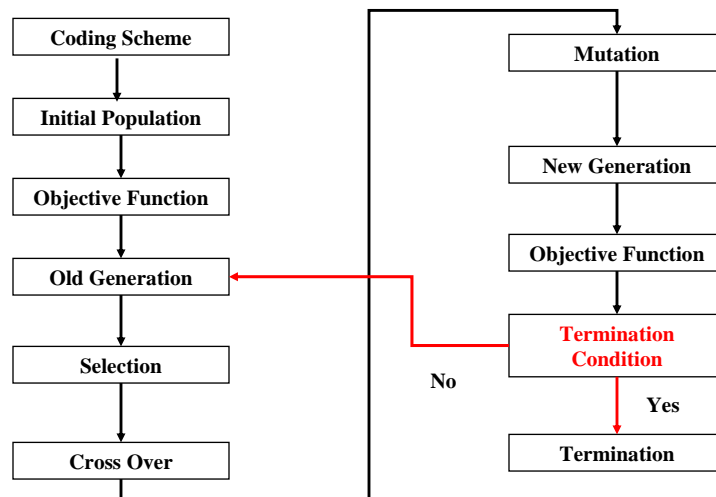 Coding Scheme
Initial Population
Objective Function
Old Generation
Selection
Cross Over
Mutation
New Generation
Objective Function
Termination
Condition
No
Yes
Termination